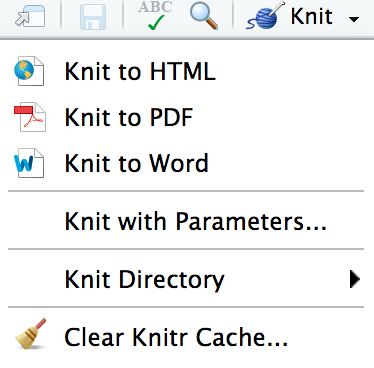 ABC
Knit
Knit to HTML
Knit to PDF
Knit to Word
Knit with Parameters...
Knit Directory
Clear Knitr Cache...